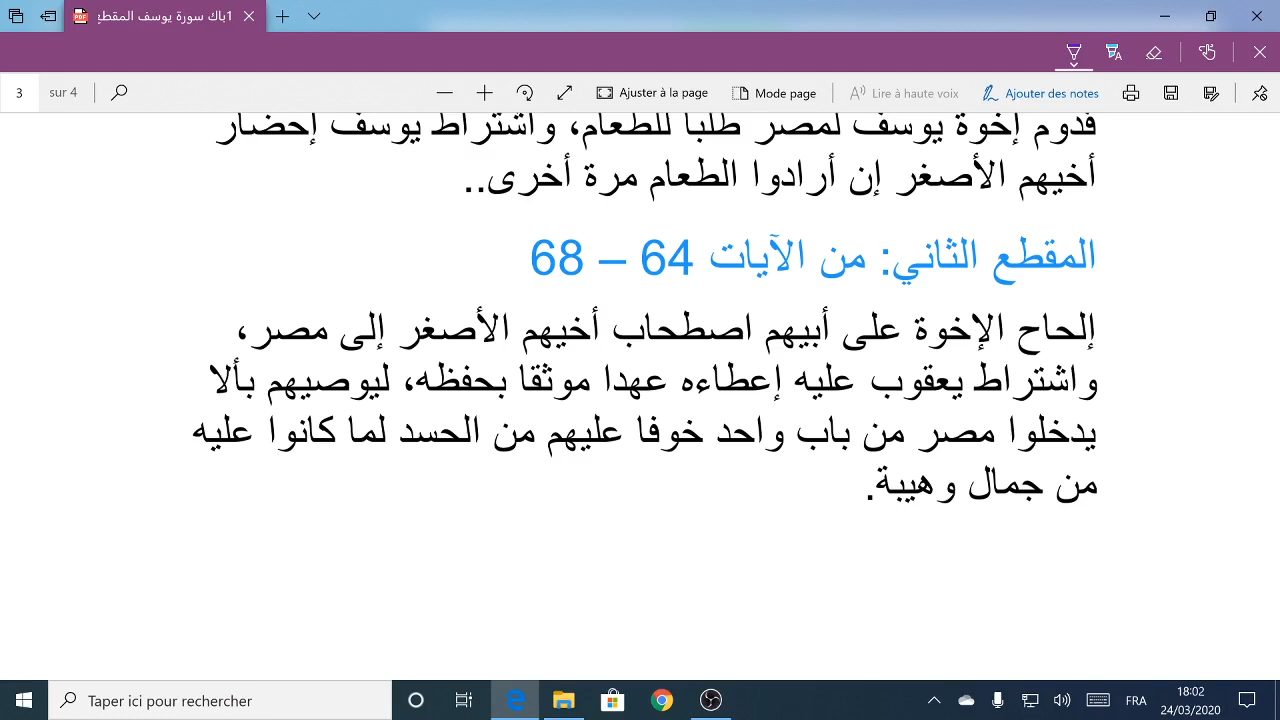 1باك سورة يوسف المقطع
3 sur 4 Ajuster à la page Mode page Lire à haute voix Ajouter des notes
قدوم إخوة يوسف لمصر طلبا للطعام، واشتراط يوسف إحضار
أخيهم الأصغر إن أرادوا الطعام مرة أخرى..
المقطع الثاني: من الآيات 64 – 68
إلحاح الإخوة على أبيهم اصطحاب أخيهم الأصغر إلى مصر،
واشتراط يعقوب عليه إعطاءه عهدا موثقا بحفظه، ليوصيهم بألا
يدخلوا مصر من باب واحد خوفا عليهم من الحسد لما كانوا عليه
من جمال وهيبة.
Taper ici pour rechercher FRA 18:02
24/03/2020